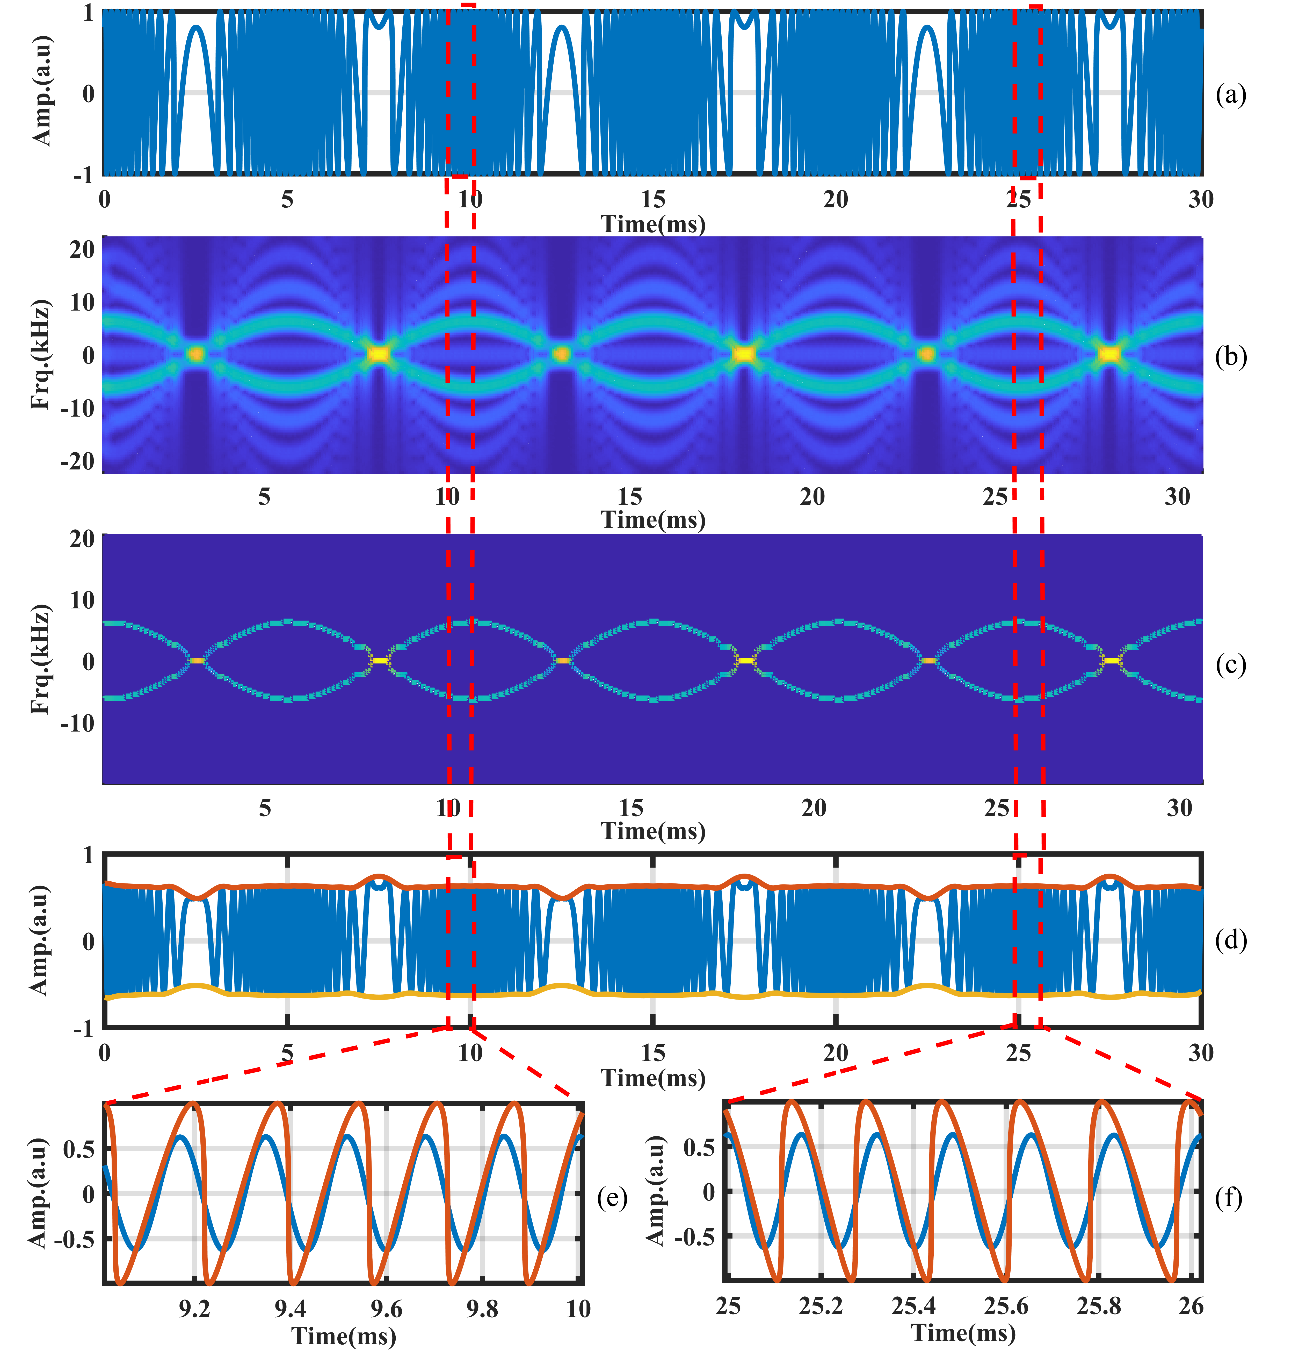 1
0
-1
Amp.(a.u)
0 5 10 15 20 25 30
Time(ms)
(a)
20
10
0
-10
-20
Frq.(kHz)
5 10 15 20 25 30
Time(ms)
(b)
20
10
0
-10
Frq.(kHz)
5 10 15 20 25 30
Time(ms)
(c)
1
0
-1
Amp.(a.u)
0 5 10 15 20 25 30
Time(ms)
(d)
0.5
0
-0.5
Amp.(a.u)
9.2 9.4 9.6 9.8 10
Time(ms)
(e)
0.5
0
-0.5
Amp.(a.u)
25 25.2 25.4 25.6 25.8 26
Time(ms)
(f)